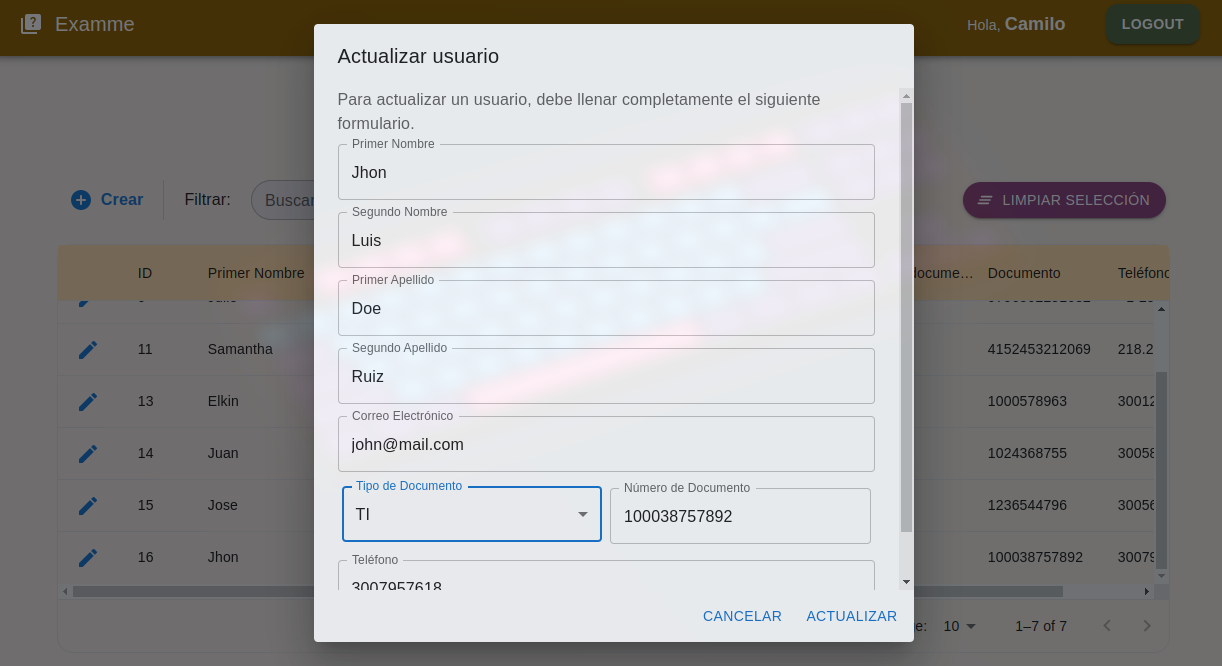 Examme
Hola, Camilo
LOGOUT
Actualizar usuario
Para actualizar un usuario, debe llenar completamente el siguiente
formulario.
Primer Nombre
Jhon
Segundo Nombre
Luis
Primer Apellido
Doe
Segundo Apellido
Ruiz
Correo Electrónico
john@mail.com
Tipo de Documento
TI
Número de Documento
100038757892
Teléfono
3007957618
CANCELAR
ACTUALIZAR
Crear
Filtrar:
Buscar
LIMPIAR SELECCIÓN
ID Primer Nombre docume… Documento Teléfono
11 Samantha 4152453212069 218.2
13 Elkin 1000578963 30012
14 Juan 1024368755 30058
15 Jose 1236544796 30056
16 Jhon 100038757892 30079
10 1–7 of 7